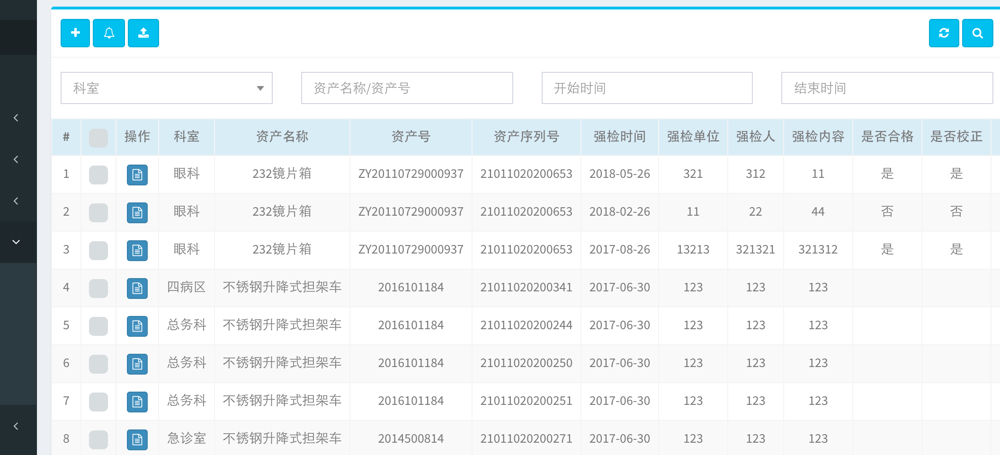 科室 资产名称/资产号 开始时间 结束时间
# 操作 科室 资产名称 资产号 资产序列号 强检时间 强检单位 强检人 强检内容 是否合格 是否校正
1 眼科 232镜片箱 ZY20110729000937 21011020200653 2018-05-26 321 312 11 是 是
2 眼科 232镜片箱 ZY20110729000937 21011020200653 2018-02-26 11 22 44 否 否
3 眼科 232镜片箱 ZY20110729000937 21011020200653 2017-08-26 13213 321321 321312 是 是
4 四病区 不锈钢升降式担架车 2016101184 21011020200341 2017-06-30 123 123 123
5 总务科 不锈钢升降式担架车 2016101184 21011020200244 2017-06-30 123 123 123
6 总务科 不锈钢升降式担架车 2016101184 21011020200250 2017-06-30 123 123 123
7 总务科 不锈钢升降式担架车 2016101184 21011020200251 2017-06-30 123 123 123
8 急诊室 不锈钢升降式担架车 2014500814 21011020200271 2017-06-30 123 123 123